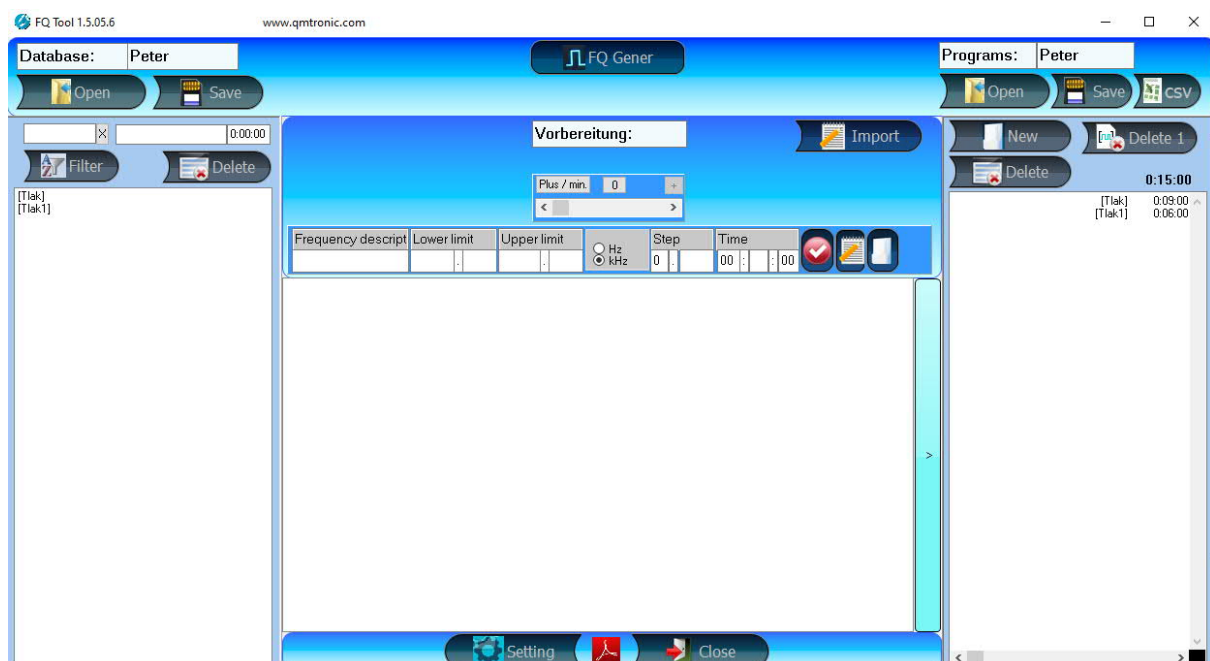 FQ Tool 1.5.05.6
www.qmtronic.com
Database:
Peter
FQ Gener
Programs:
Peter
Open
Save
Open
Save
CSV
0:00:00
Filter
Delete
[Tlak]
[Tlak1]
Vorbereitung:
Import
Plus / min.
0
+
Frequency descript
Lower limit
Upper limit
Hz
kHz
Step
Time
.
.
0 .
00 : : 00
>
New
Delete 1
Delete
0:15:00
[Tlak] 0:09:00
[Tlak1] 0:06:00
Setting
Close